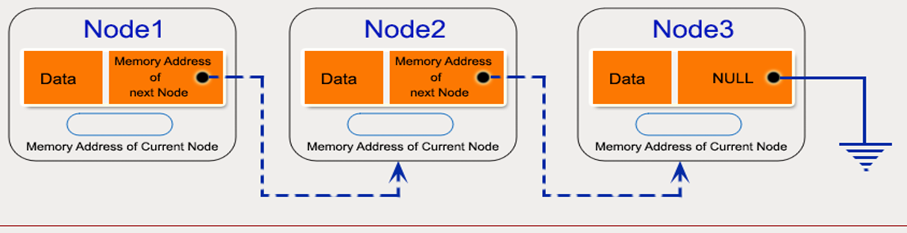 Node1
Data
Memory Address
of
next Node
Memory Address of Current Node
Node2
Data
Memory Address
of
next Node
Memory Address of Current Node
Node3
Data
NULL
Memory Address of Current Node